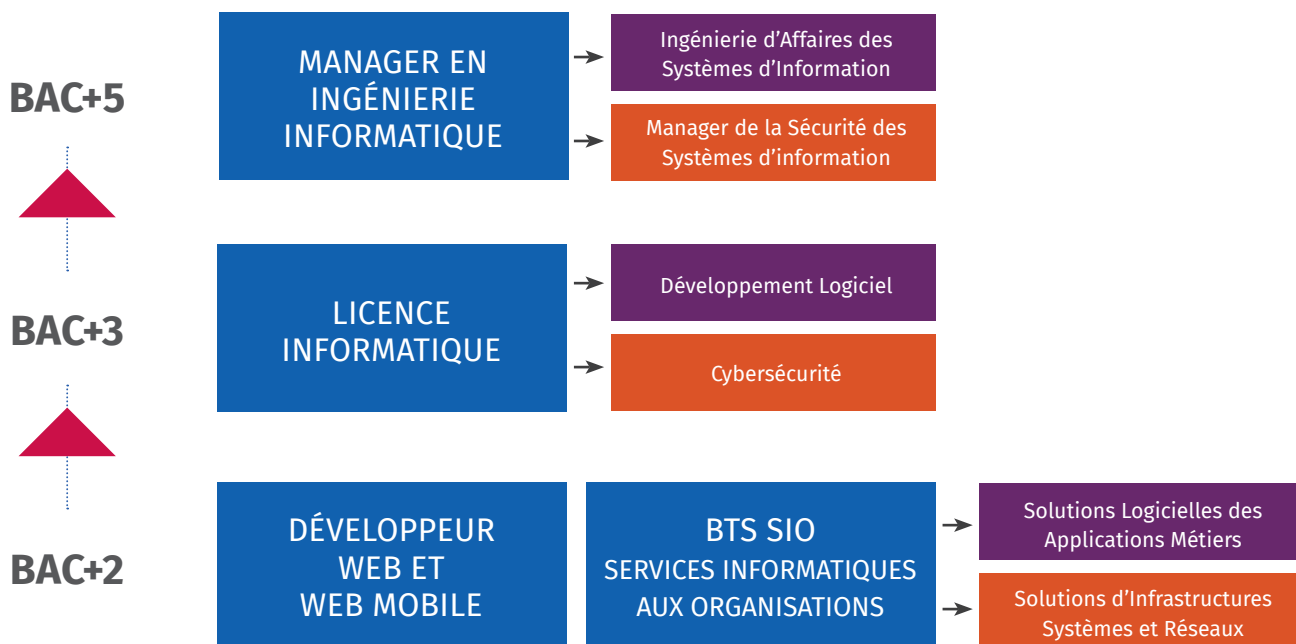 BAC+5
MANAGER EN
INGÉNIERIE
INFORMATIQUE
Ingénierie d’Affaires des
Systèmes d’Information
Manager de la Sécurité des
Systèmes d’information
BAC+3
LICENCE
INFORMATIQUE
Développement Logiciel
Cybersécurité
BAC+2
DÉVELOPPEUR
WEB ET
WEB MOBILE
BTS SIO
SERVICES INFORMATIQUES
AUX ORGANISATIONS
Solutions Logicielles des
Applications Métiers
Solutions d’Infrastructures
Systèmes et Réseaux